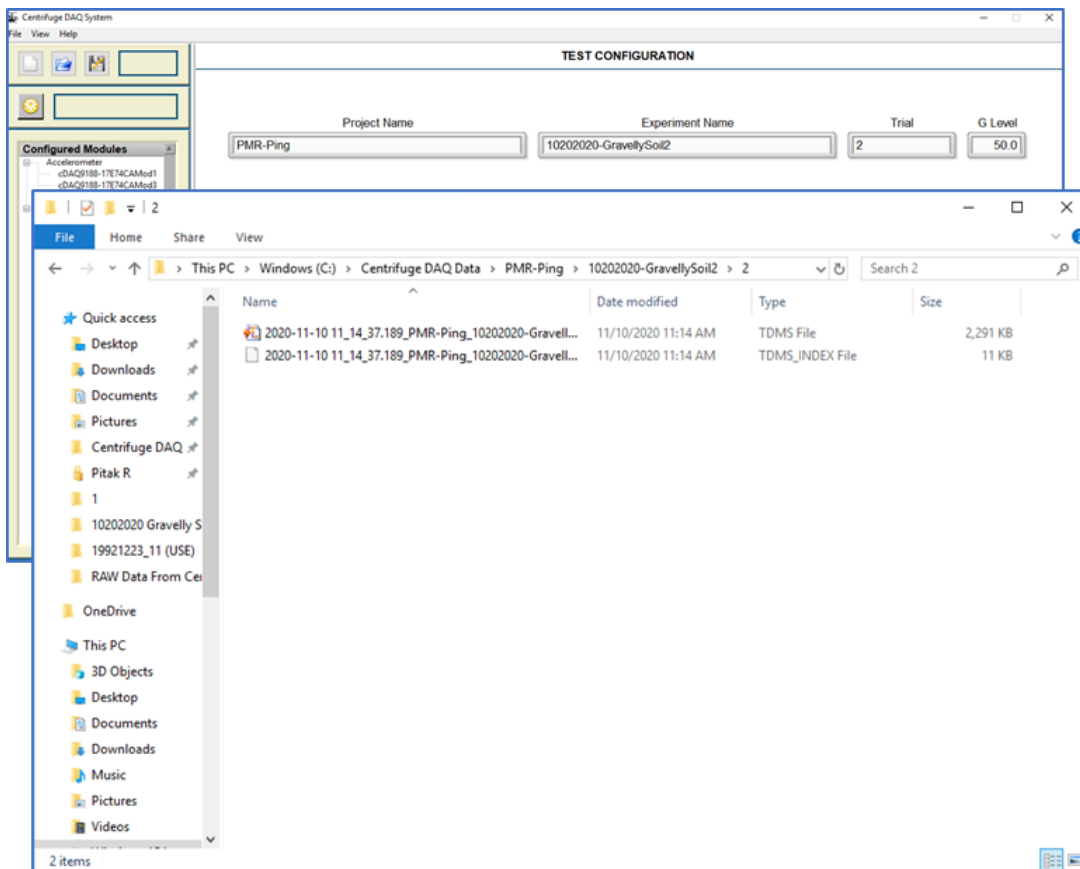 Centrifuge DAQ System
File View Help
TEST CONFIGURATION
Project Name Experiment Name Trial G Level
PMR-Ping 10202020-GravellySoil2 2 50.0
Configured Modules
Accelerometer
cDAQ9188-17E74CAMod1
cDAQ9188-17E74CAMod3
2
File Home Share View
This PC > Windows (C:) > Centrifuge DAQ Data > PMR-Ping > 10202020-GravellySoil2 > 2 Search 2
Name Date modified Type Size
2020-11-10 11_14_37.189_PMR-Ping_10202020-Gravell... 11/10/2020 11:14 AM TDMS File 2,291 KB
2020-11-10 11_14_37.189_PMR-Ping_10202020-Gravell... 11/10/2020 11:14 AM TDMS_INDEX File 11 KB
Quick access
Desktop
Downloads
Documents
Pictures
Centrifuge DAQ
Pitak R
1
10202020 Gravelly S
19921223_11 (USE)
RAW Data From Cei
OneDrive
This PC
3D Objects
Desktop
Documents
Downloads
Music
Pictures
Videos
2 items